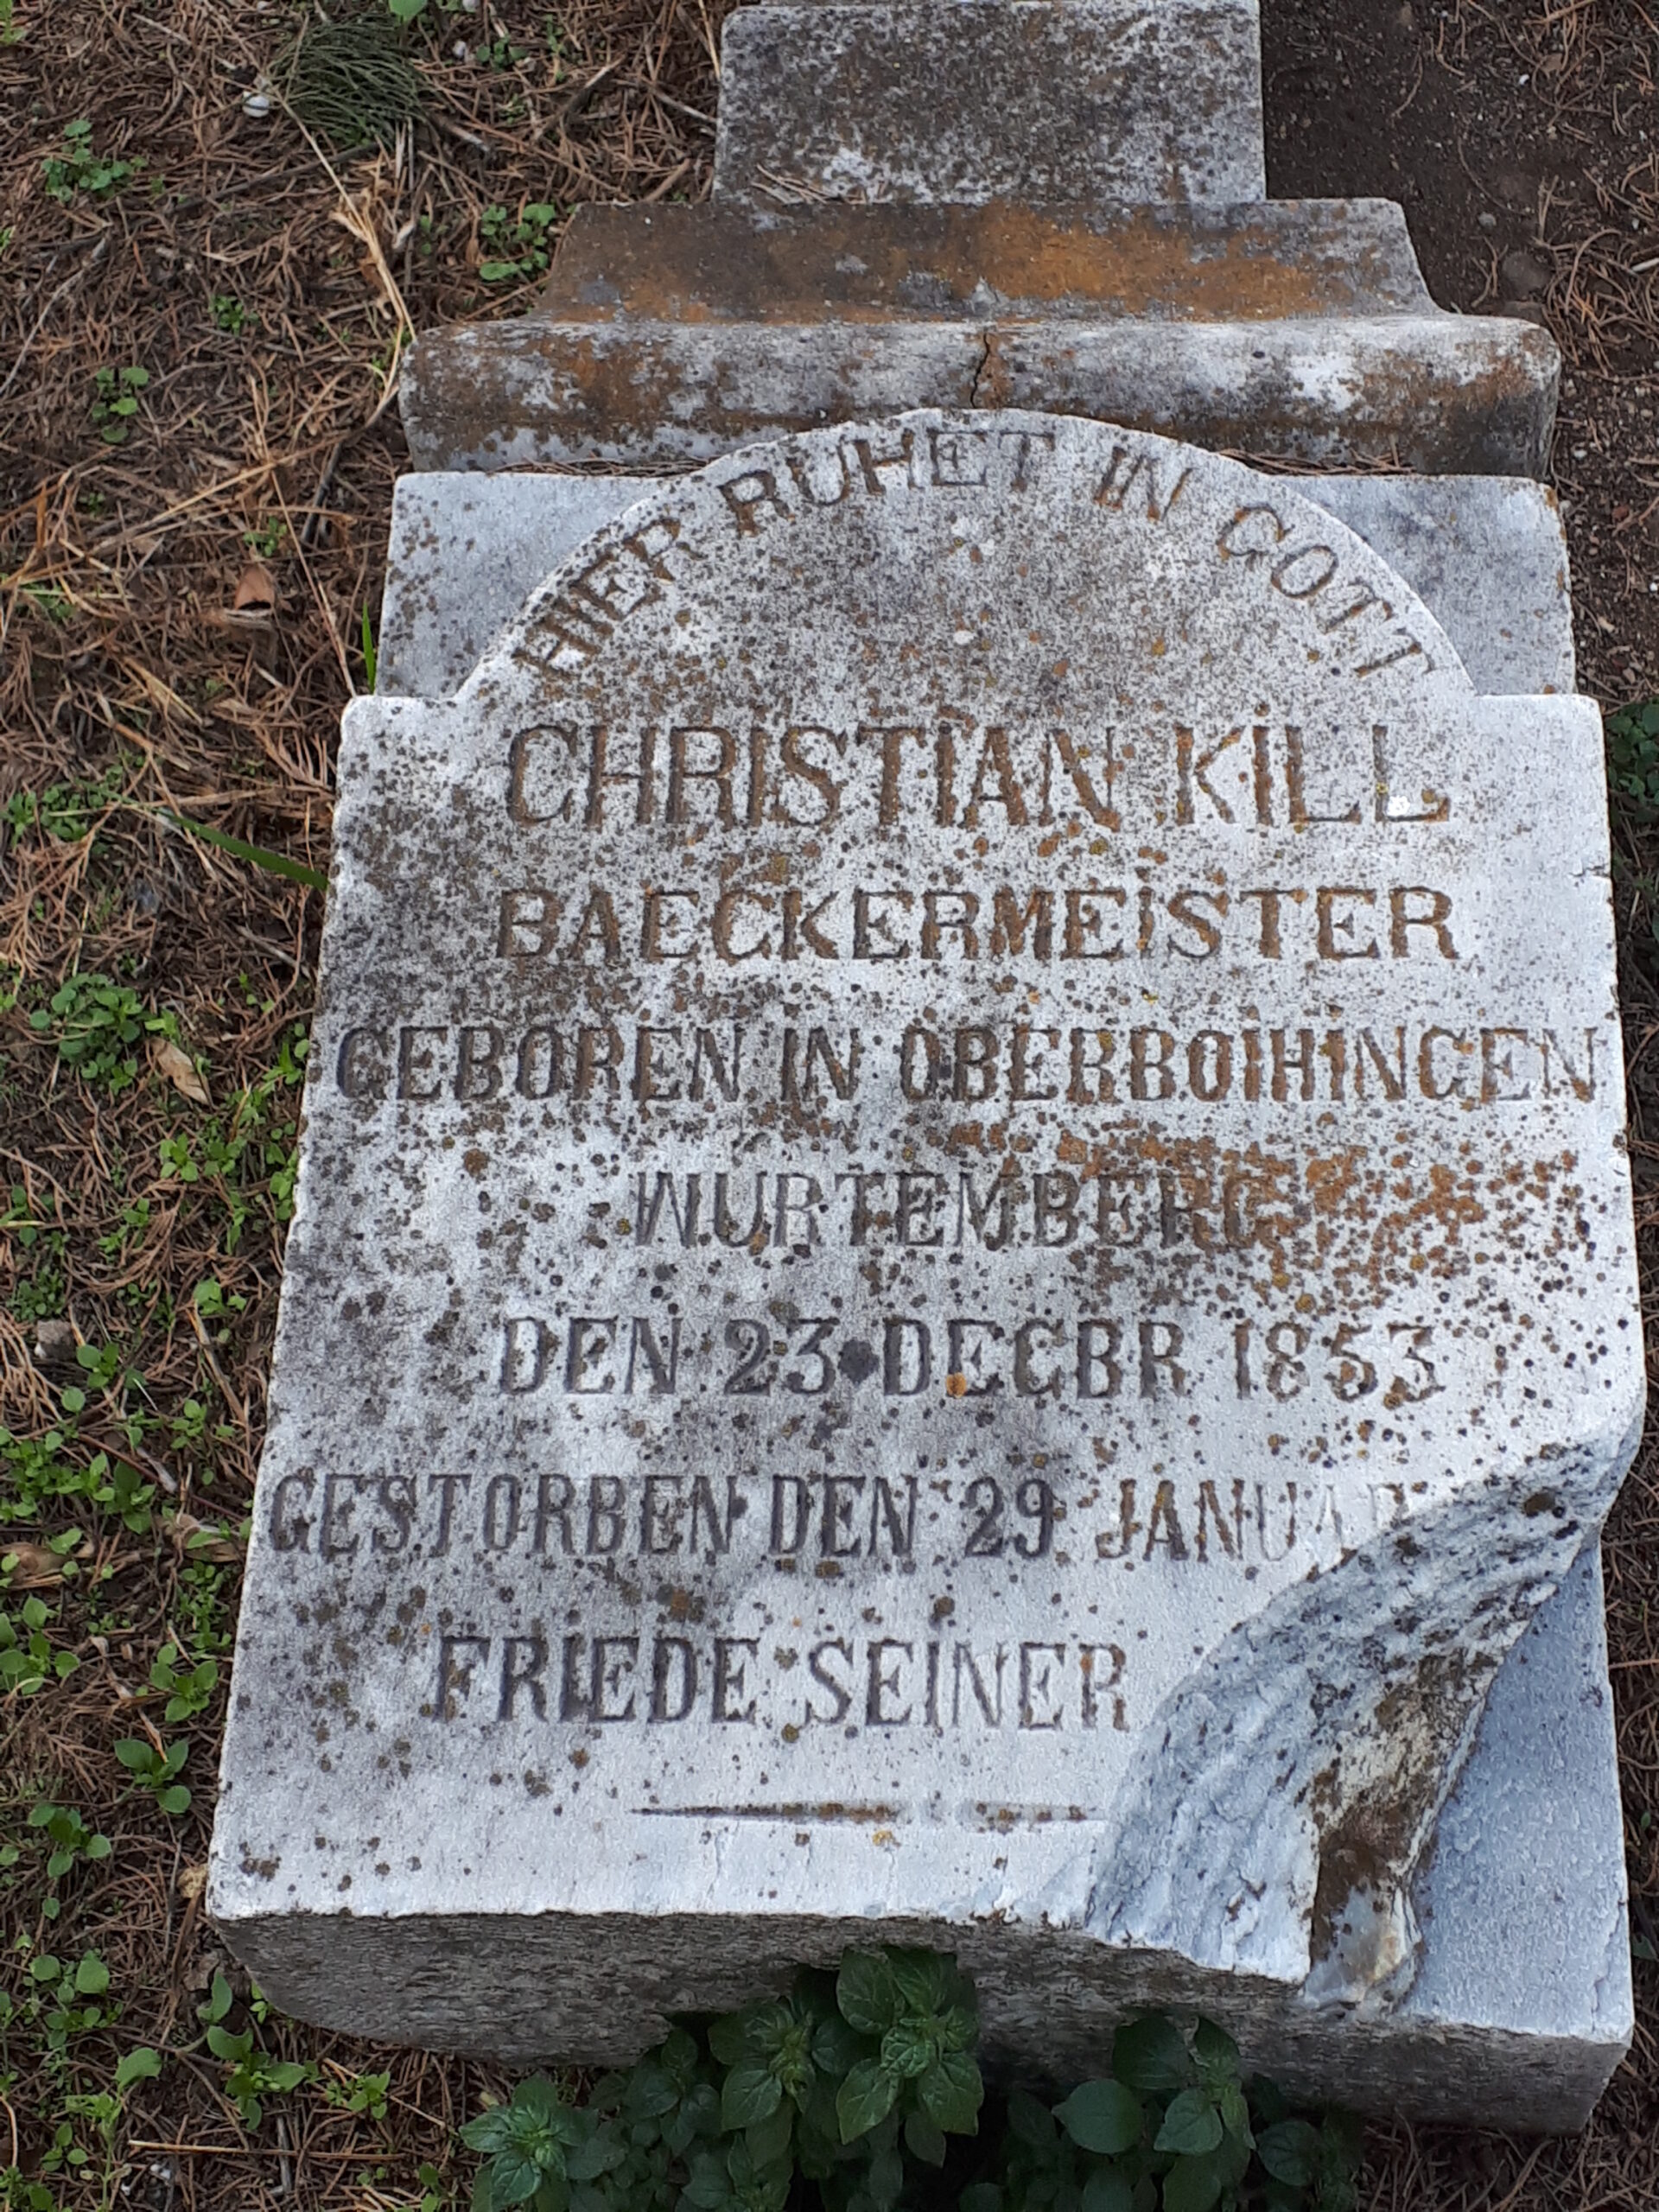 HIER RUHET IN GOTT
CHRISTIAN KILL
BAECKERMEISTER
GEBOREN IN OBERBOIHINGEN
WURTEMBERG
DEN 23 DECBR 1853
GESTORBEN DEN 29 JANUAR
FRIEDE SEINER